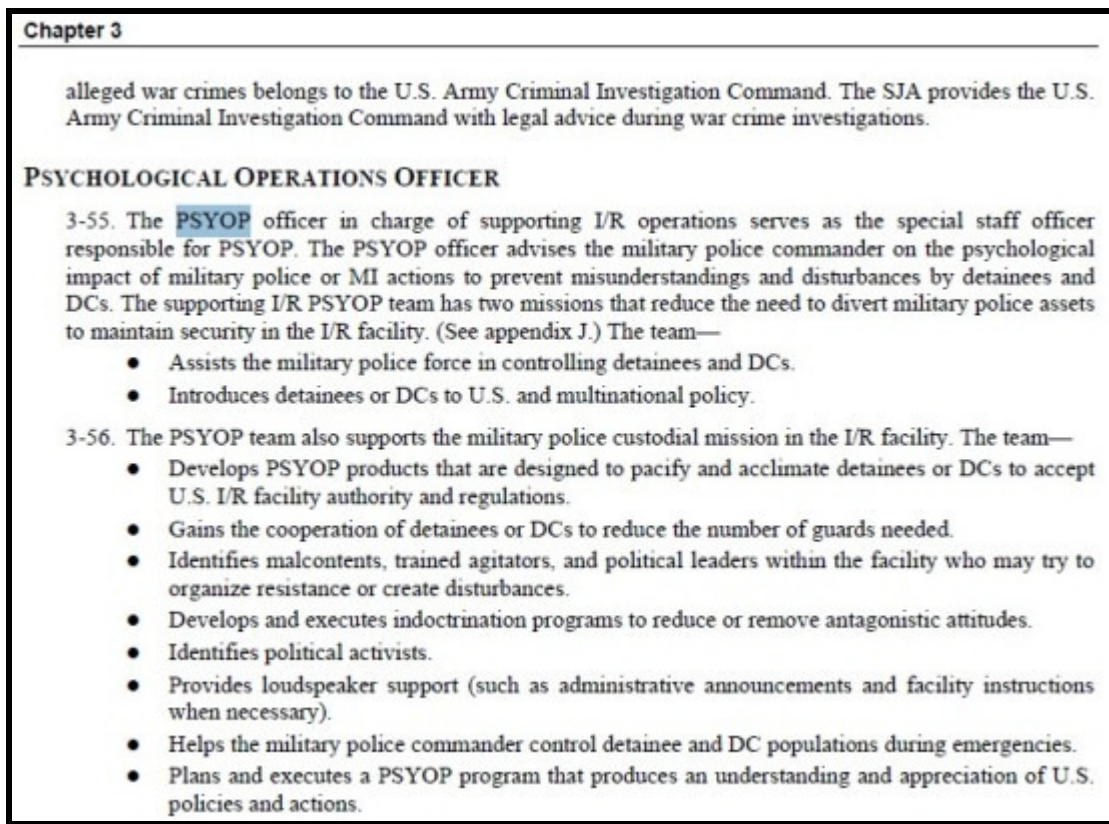 Chapter 3
alleged war crimes belongs to the U.S. Army Criminal Investigation Command. The SJA provides the U.S.
Army Criminal Investigation Command with legal advice during war crime investigations.
PSYCHOLOGICAL OPERATIONS OFFICER
3-55. The PSYOP officer in charge of supporting I/R operations serves as the special staff officer
responsible for PSYOP. The PSYOP officer advises the military police commander on the psychological
impact of military police or MI actions to prevent misunderstandings and disturbances by detainees and
DCs. The supporting I/R PSYOP team has two missions that reduce the need to divert military police assets
to maintain security in the I/R facility. (See appendix J.) The team—
● Assists the military police force in controlling detainees and DCs.
● Introduces detainees or DCs to U.S. and multinational policy.
3-56. The PSYOP team also supports the military police custodial mission in the I/R facility. The team—
● Develops PSYOP products that are designed to pacify and acclimate detainees or DCs to accept
U.S. I/R facility authority and regulations.
● Gains the cooperation of detainees or DCs to reduce the number of guards needed.
● Identifies malcontents, trained agitators, and political leaders within the facility who may try to
organize resistance or create disturbances.
● Develops and executes indoctrination programs to reduce or remove antagonistic attitudes.
● Identifies political activists.
● Provides loudspeaker support (such as administrative announcements and facility instructions
when necessary).
● Helps the military police commander control detainee and DC populations during emergencies.
● Plans and executes a PSYOP program that produces an understanding and appreciation of U.S.
policies and actions.